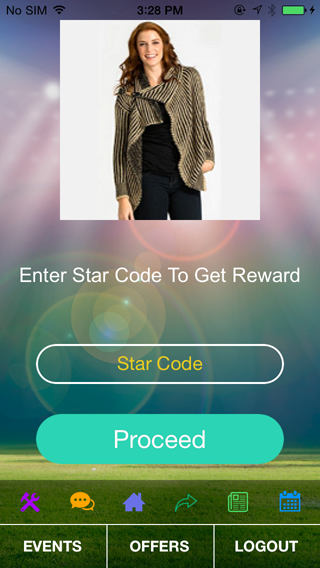 No SIM 3:28 PM
Enter Star Code To Get Reward
Star Code
Proceed
EVENTS OFFERS LOGOUT